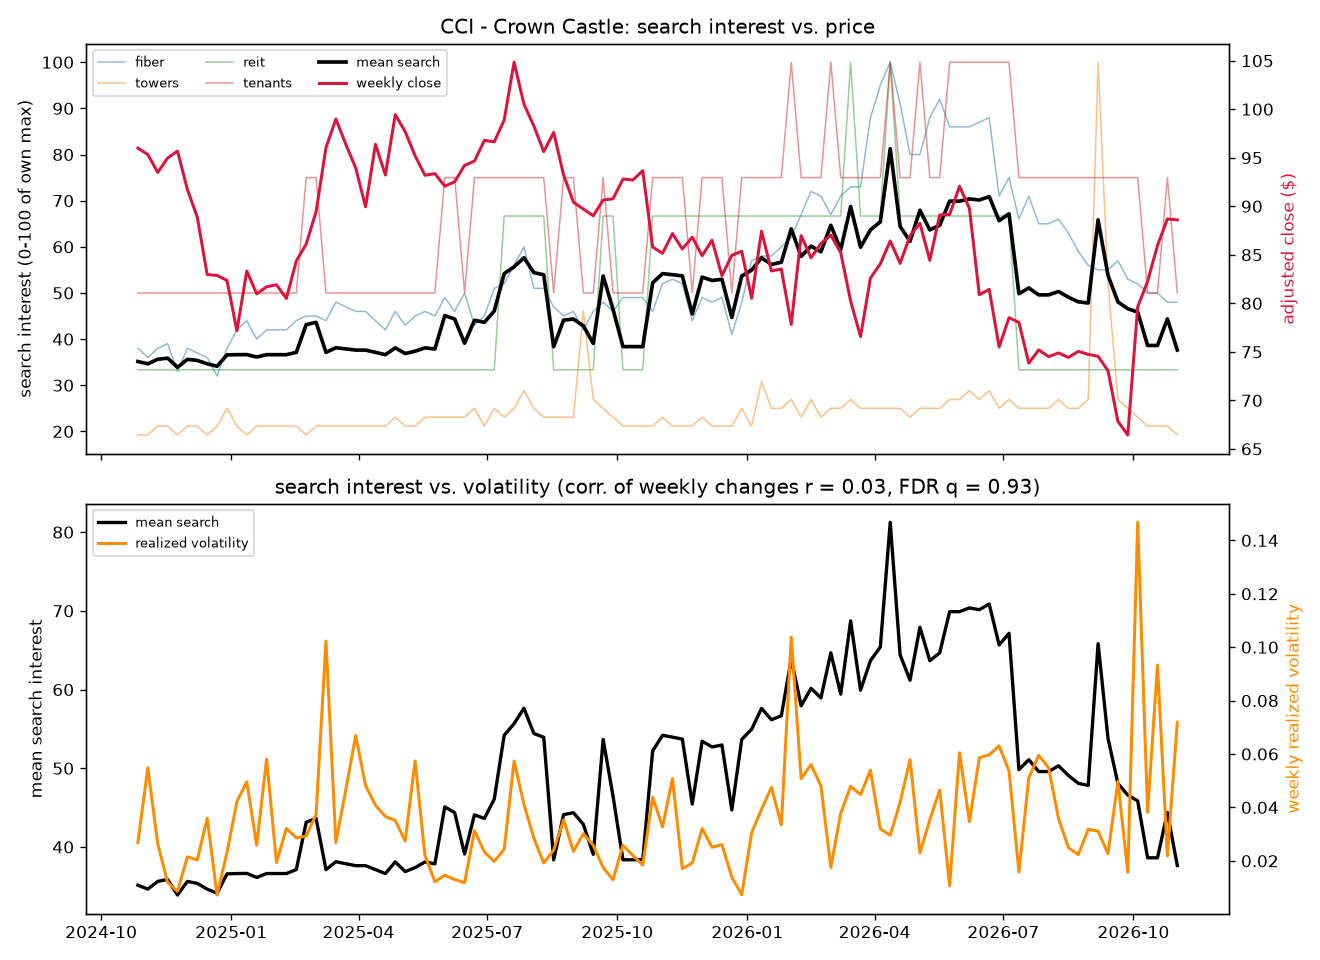 CCI - Crown Castle: search interest vs. price
fiber
towers
reit
tenants
mean search
weekly close
search interest (0-100 of own max)
100
90
80
70
60
50
40
30
20
adjusted close ($)
105
100
95
90
85
80
75
70
65
search interest vs. volatility (corr. of weekly changes r = 0.03, FDR q = 0.93)
mean search
realized volatility
mean search interest
80
70
60
50
40
weekly realized volatility
0.14
0.12
0.10
0.08
0.06
0.04
0.02
2024-10
2025-01
2025-04
2025-07
2025-10
2026-01
2026-04
2026-07
2026-10